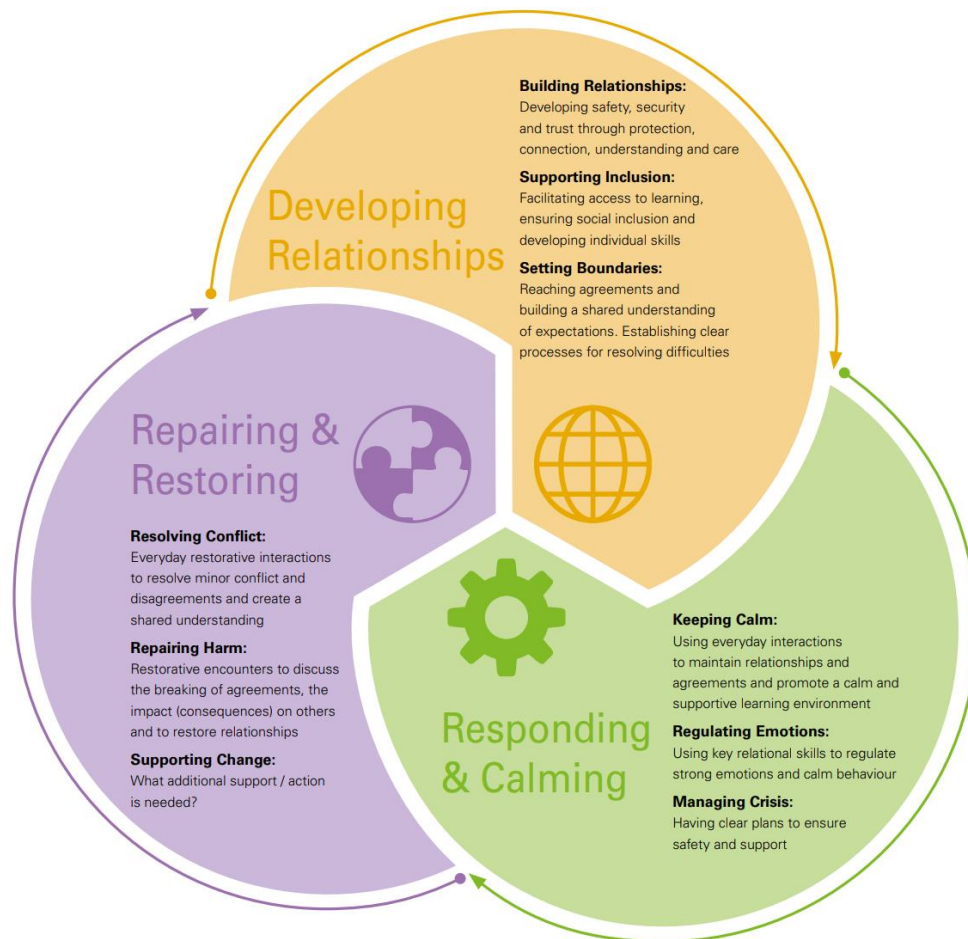 Developing
Relationships
Building Relationships:
Developing safety, security
and trust through protection,
connection, understanding and care
Supporting Inclusion:
Facilitating access to learning,
ensuring social inclusion and
developing individual skills
Setting Boundaries:
Reaching agreements and
building a shared understanding
of expectations. Establishing clear
processes for resolving difficulties
Repairing &
Restoring
Resolving Conflict:
Everyday restorative interactions
to resolve minor conflict and
disagreements and create a
shared understanding
Repairing Harm:
Restorative encounters to discuss
the breaking of agreements, the
impact (consequences) on others
and to restore relationships
Supporting Change:
What additional support / action
is needed?
Responding
& Calming
Keeping Calm:
Using everyday interactions
to maintain relationships and
agreements and promote a calm and
supportive learning environment
Regulating Emotions:
Using key relational skills to regulate
strong emotions and calm behaviour
Managing Crisis:
Having clear plans to ensure
safety and support